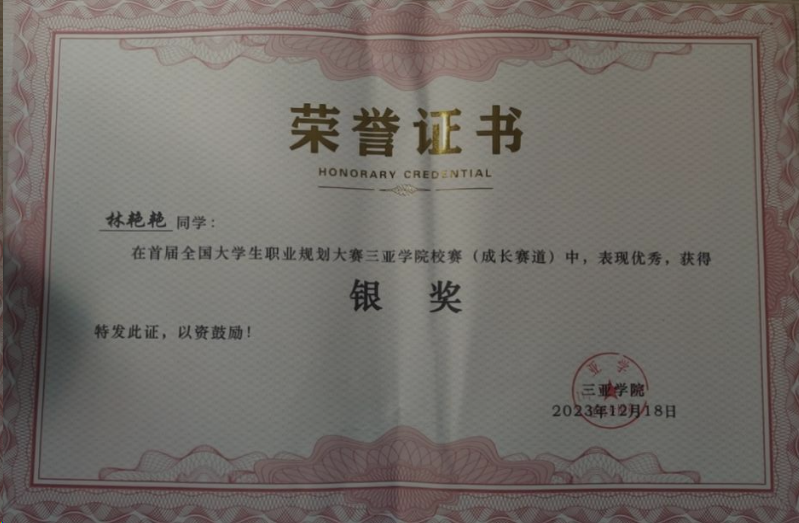 荣誉证书
HONORARY CREDENTIAL
林艳艳 同学：
在首届全国大学生职业规划大赛三亚学院校赛（成长赛道）中，表现优秀，获得
银 奖
特发此证，以资鼓励！
三亚学院
2023年12月18日